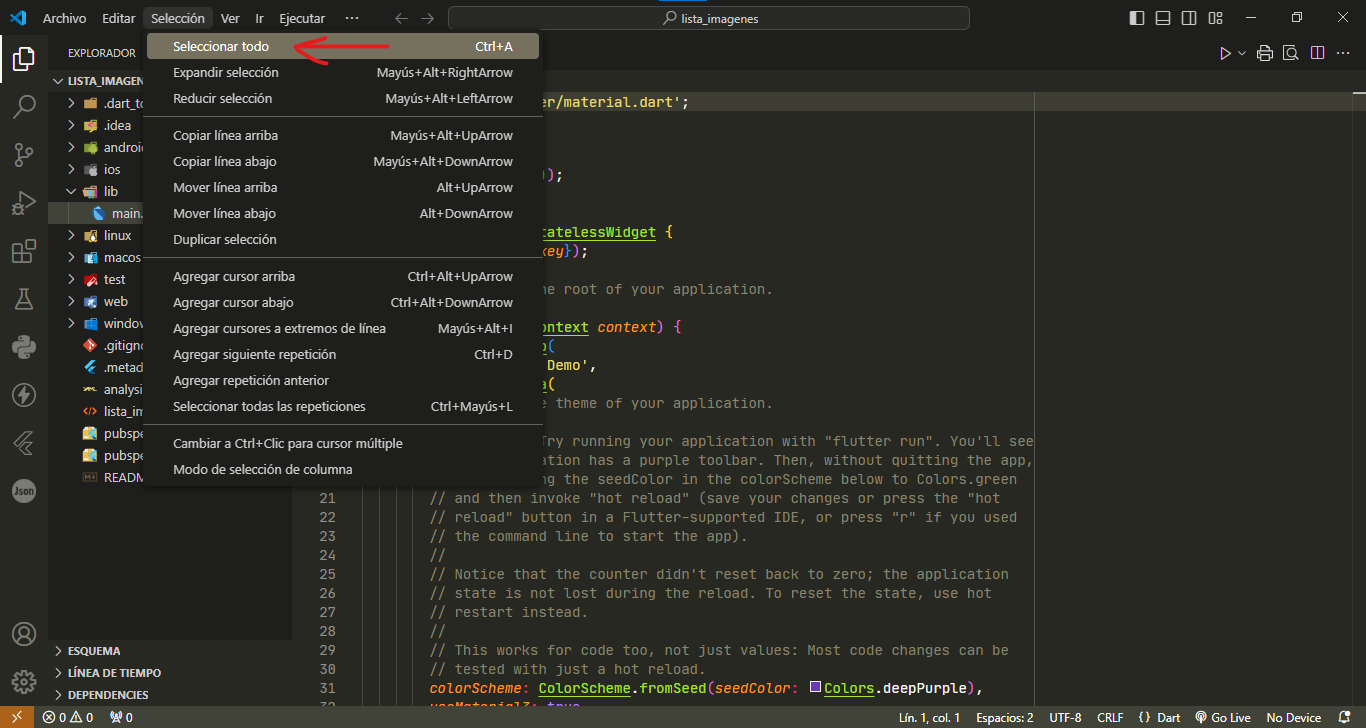 Archivo Editar Selección Ver Ir Ejecutar ··· lista_imagenes
EXPLORADOR
LISTA_IMAGEN
.dart_to
.idea
androi
ios
lib
main.
linux
macos
test
web
window
.gitigno
.metad
analysi
lista_im
pubspe
pubspe
READM
ESQUEMA
LÍNEA DE TIEMPO
DEPENDENCIES
Json
Seleccionar todo Ctrl+A
Expandir selección Mayús+Alt+RightArrow
Reducir selección Mayús+Alt+LeftArrow
Copiar línea arriba Mayús+Alt+UpArrow
Copiar línea abajo Mayús+Alt+DownArrow
Mover línea arriba Alt+UpArrow
Mover línea abajo Alt+DownArrow
Duplicar selección
Agregar cursor arriba Ctrl+Alt+UpArrow
Agregar cursor abajo Ctrl+Alt+DownArrow
Agregar cursores a extremos de línea Mayús+Alt+I
Agregar siguiente repetición Ctrl+D
Agregar repetición anterior
Seleccionar todas las repeticiones Ctrl+Mayús+L
Cambiar a Ctrl+Clic para cursor múltiple
Modo de selección de columna
er/material.dart';
));
tatelessWidget {
key});
he root of your application.
ontext context) {
p(
Demo',
a(
e theme of your application.
Try running your application with "flutter run". You'll see
ation has a purple toolbar. Then, without quitting the app,
ng the seedColor in the colorScheme below to Colors.green
21 // and then invoke "hot reload" (save your changes or press the "hot
22 // reload" button in a Flutter-supported IDE, or press "r" if you used
23 // the command line to start the app).
24 //
25 // Notice that the counter didn't reset back to zero; the application
26 // state is not lost during the reload. To reset the state, use hot
27 // restart instead.
28 //
29 // This works for code too, not just values: Most code changes can be
30 // tested with just a hot reload.
31 colorScheme: ColorScheme.fromSeed(seedColor: Colors.deepPurple),
32 useMaterial3: true
0 0 0 Lín. 1, col. 1 Espacios: 2 UTF-8 CRLF {} Dart Go Live No Device